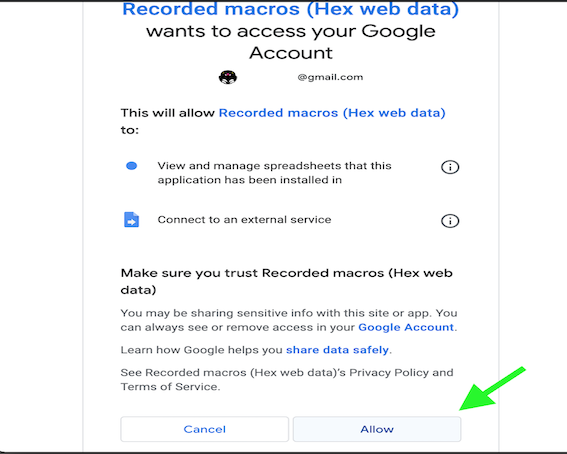 Recorded macros (Hex web data)
wants to access your Google
Account
@gmail.com
This will allow Recorded macros (Hex web data)
to:
View and manage spreadsheets that this
application has been installed in
Connect to an external service
Make sure you trust Recorded macros (Hex web
data)
You may be sharing sensitive info with this site or app. You
can always see or remove access in your Google Account.
Learn how Google helps you share data safely.
See Recorded macros (Hex web data)'s Privacy Policy and
Terms of Service.
Cancel
Allow